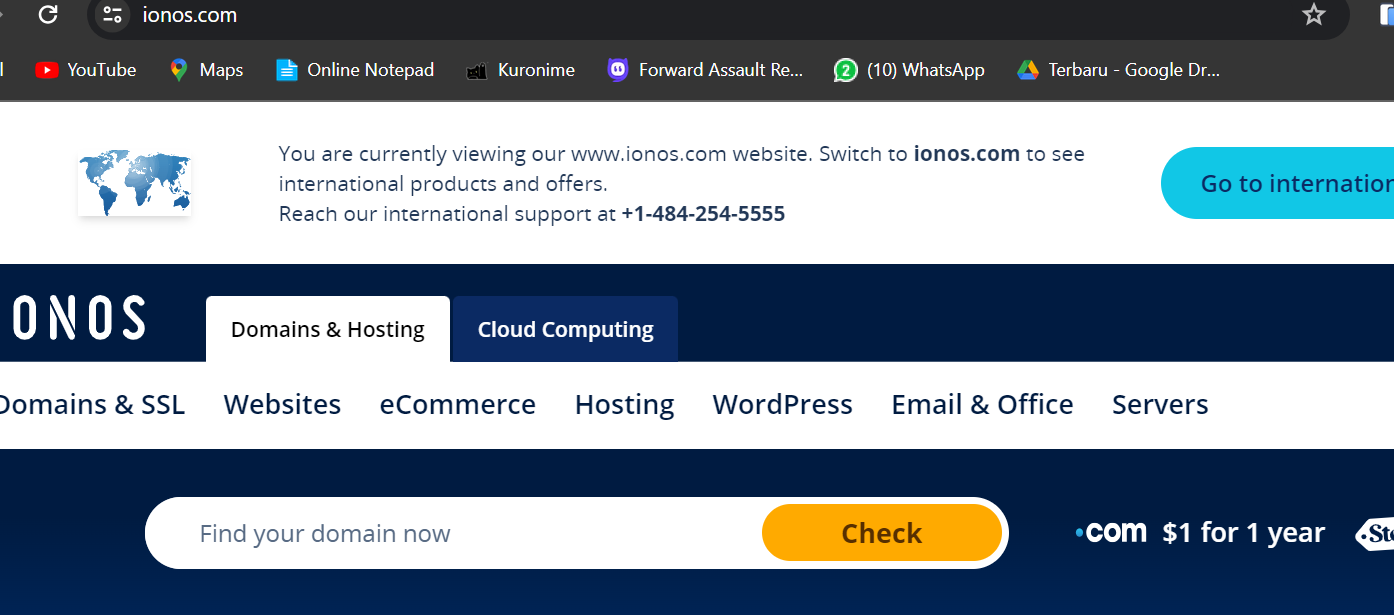 ionos.com
YouTube Maps Online Notepad Kuronime Forward Assault Re... (10) WhatsApp Terbaru - Google Dr...
You are currently viewing our www.ionos.com website. Switch to ionos.com to see
international products and offers.
Reach our international support at +1-484-254-5555
Go to internation
IONOS
Domains & Hosting Cloud Computing
Domains & SSL Websites eCommerce Hosting WordPress Email & Office Servers
Find your domain now Check .com $1 for 1 year